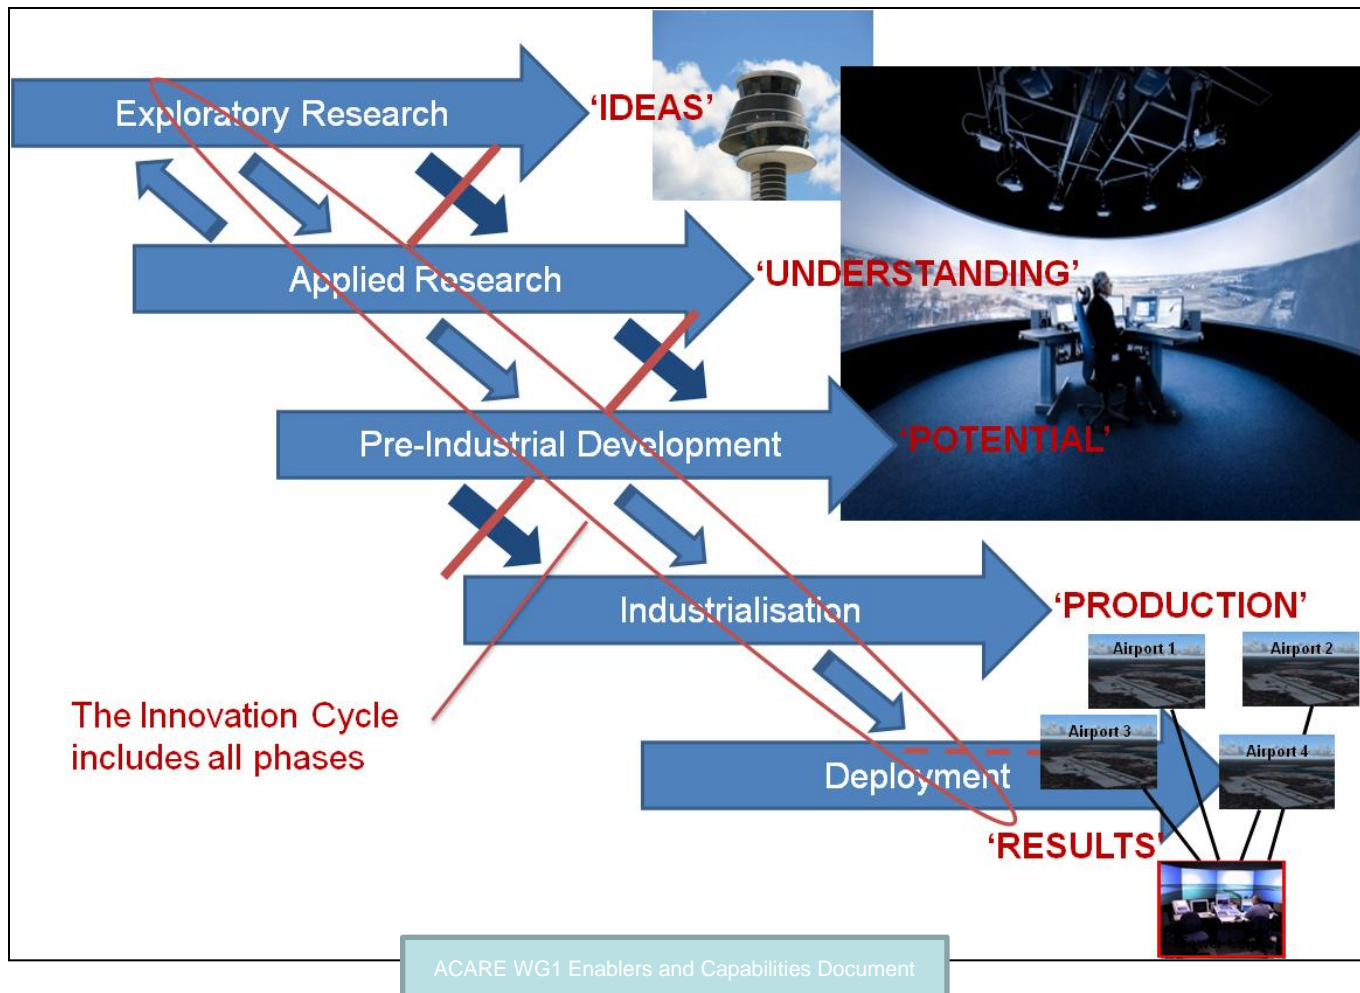 Exploratory Research
‘IDEAS’
Applied Research
‘UNDERSTANDING’
Pre-Industrial Development
‘POTENTIAL’
Industrialisation
‘PRODUCTION’
Airport 1
Airport 2
The Innovation Cycle
includes all phases
Airport 3
Airport 4
Deployment
‘RESULTS’
ACARE WG1 Enablers and Capabilities Document